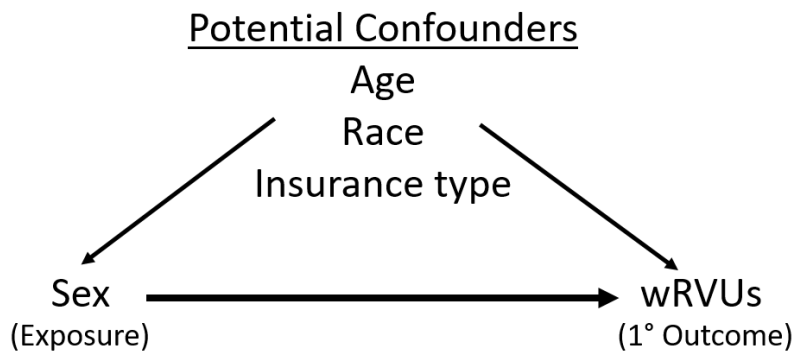 Potential Confounders
Age
Race
Insurance type
Sex
(Exposure)
wRVUs
(1° Outcome)